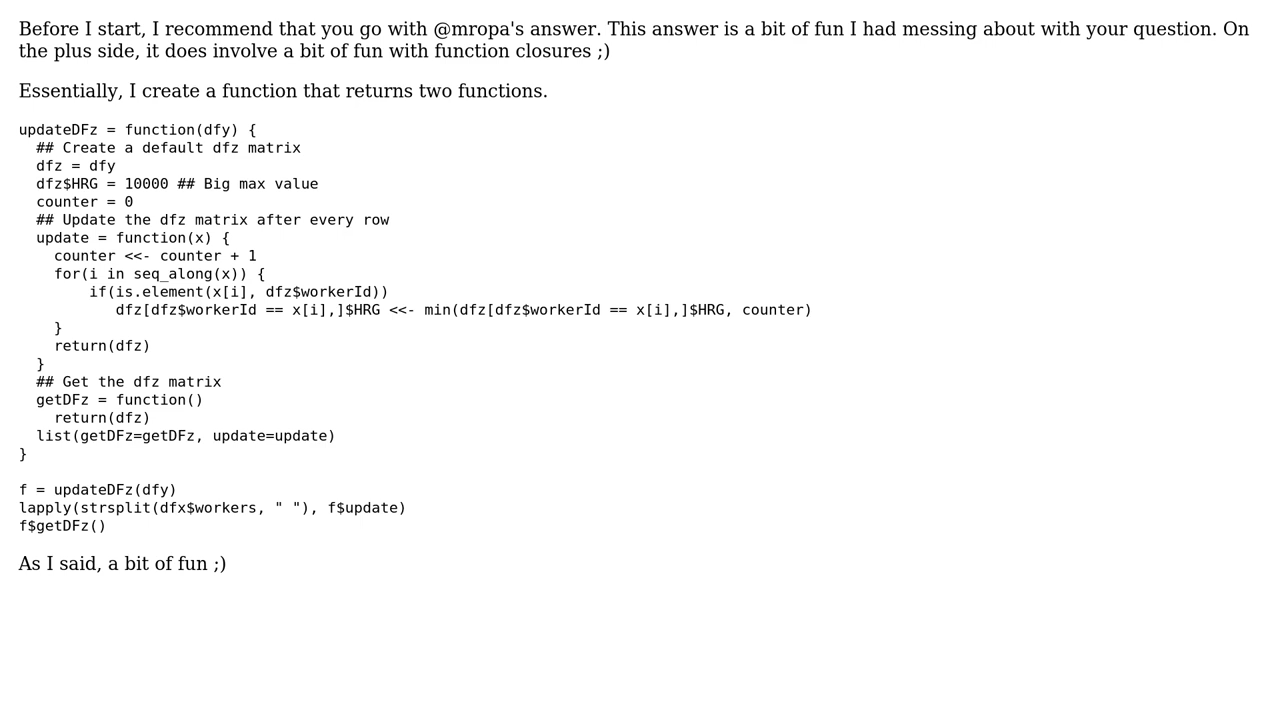 Before I start, I recommend that you go with @mropa's answer. This answer is a bit of fun I had messing about with your question. On
the plus side, it does involve a bit of fun with function closures ;)
Essentially, I create a function that returns two functions.
updateDFz = function(dfy) {
  ## Create a default dfz matrix
  dfz = dfy
  dfz$HRG = 10000 ## Big max value
  counter = 0
  ## Update the dfz matrix after every row
  update = function(x) {
    counter <<- counter + 1
    for(i in seq_along(x)) {
        if(is.element(x[i], dfz$workerId))
           dfz[dfz$workerId == x[i],]$HRG <<- min(dfz[dfz$workerId == x[i],]$HRG, counter)
    }
    return(dfz)
  }
  ## Get the dfz matrix
  getDFz = function()
    return(dfz)
  list(getDFz=getDFz, update=update)
}
f = updateDFz(dfy)
lapply(strsplit(dfx$workers, " "), f$update)
f$getDFz()
As I said, a bit of fun ;)